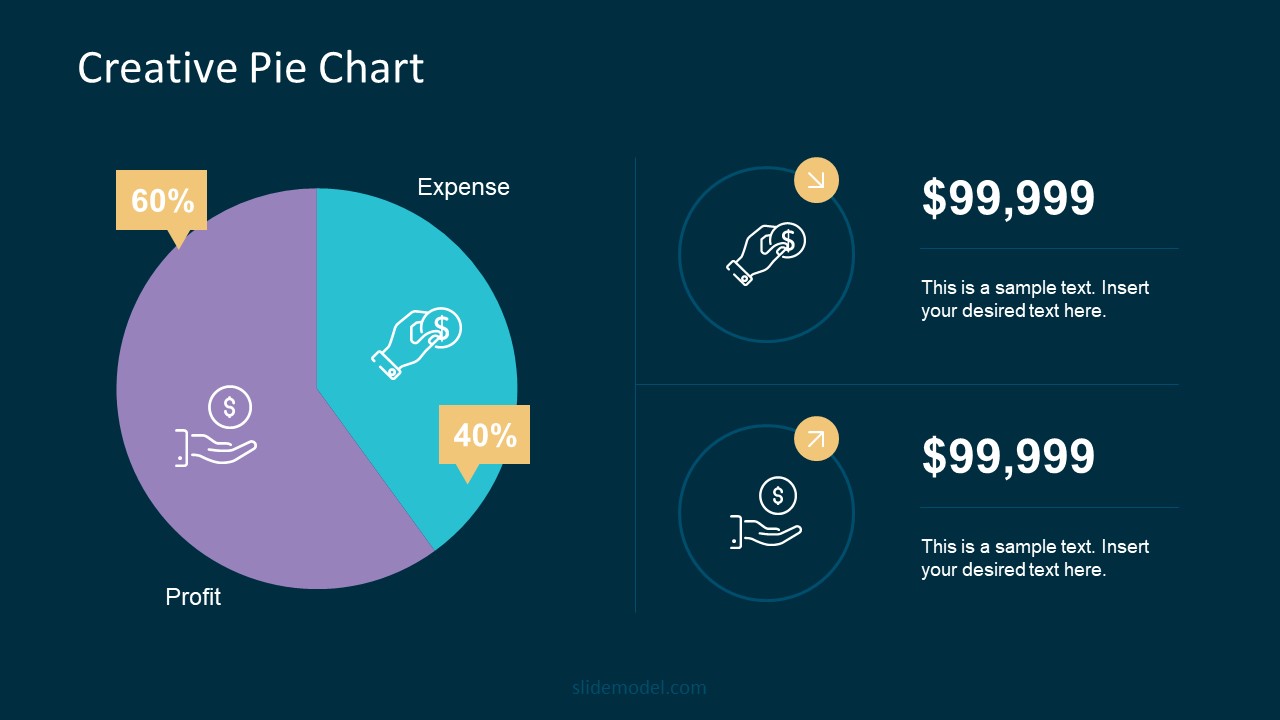 Creative Pie Chart
60%
Expense
40%
Profit
$99,999
This is a sample text. Insert
your desired text here.
$99,999
This is a sample text. Insert
your desired text here.
slidemodel.com